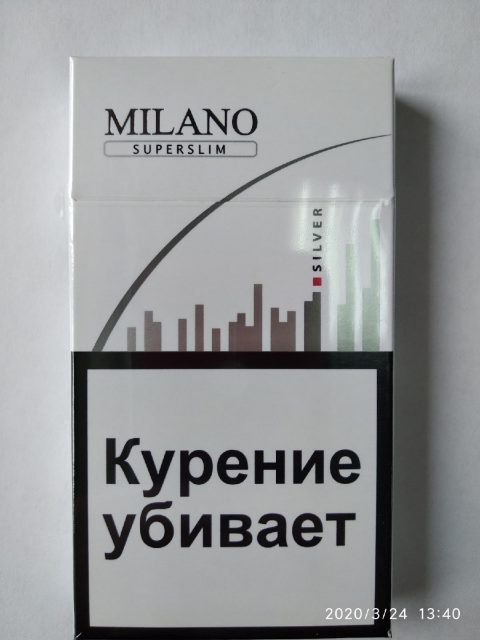 MILANO
SUPERSLIM
SILVER
Курение
убивает
2020/3/24 13:40